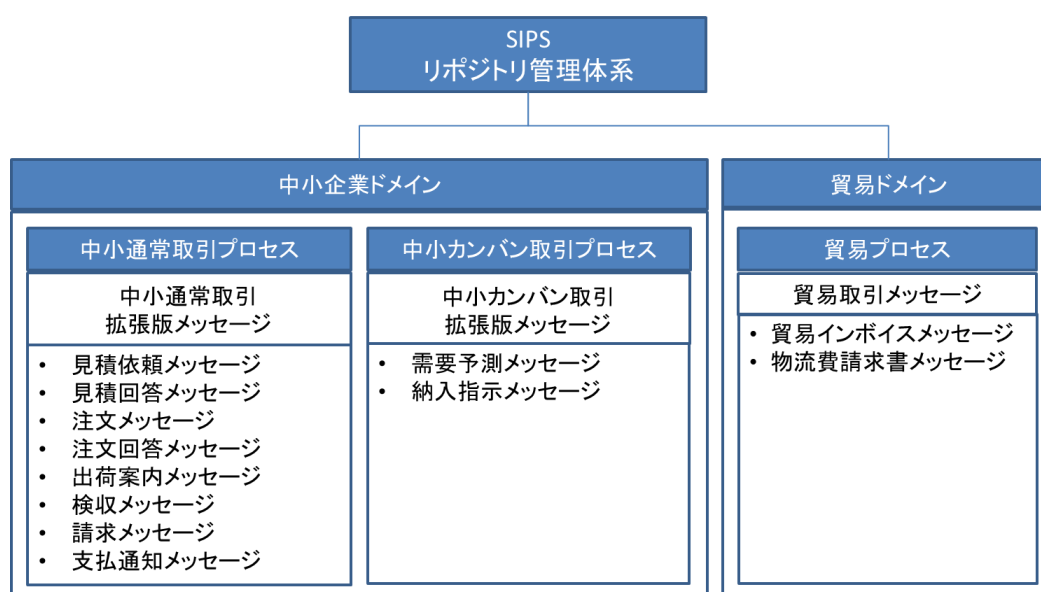 SIPS
リポジトリ管理体系
中小企業ドメイン
中小通常取引プロセス
中小通常取引
拡張版メッセージ
• 見積依頼メッセージ
• 見積回答メッセージ
• 注文メッセージ
• 注文回答メッセージ
• 出荷案内メッセージ
• 検収メッセージ
• 請求メッセージ
• 支払通知メッセージ
中小カンバン取引プロセス
中小カンバン取引
拡張版メッセージ
• 需要予測メッセージ
• 納入指示メッセージ
貿易ドメイン
貿易プロセス
貿易取引メッセージ
• 貿易インボイスメッセージ
• 物流費請求書メッセージ